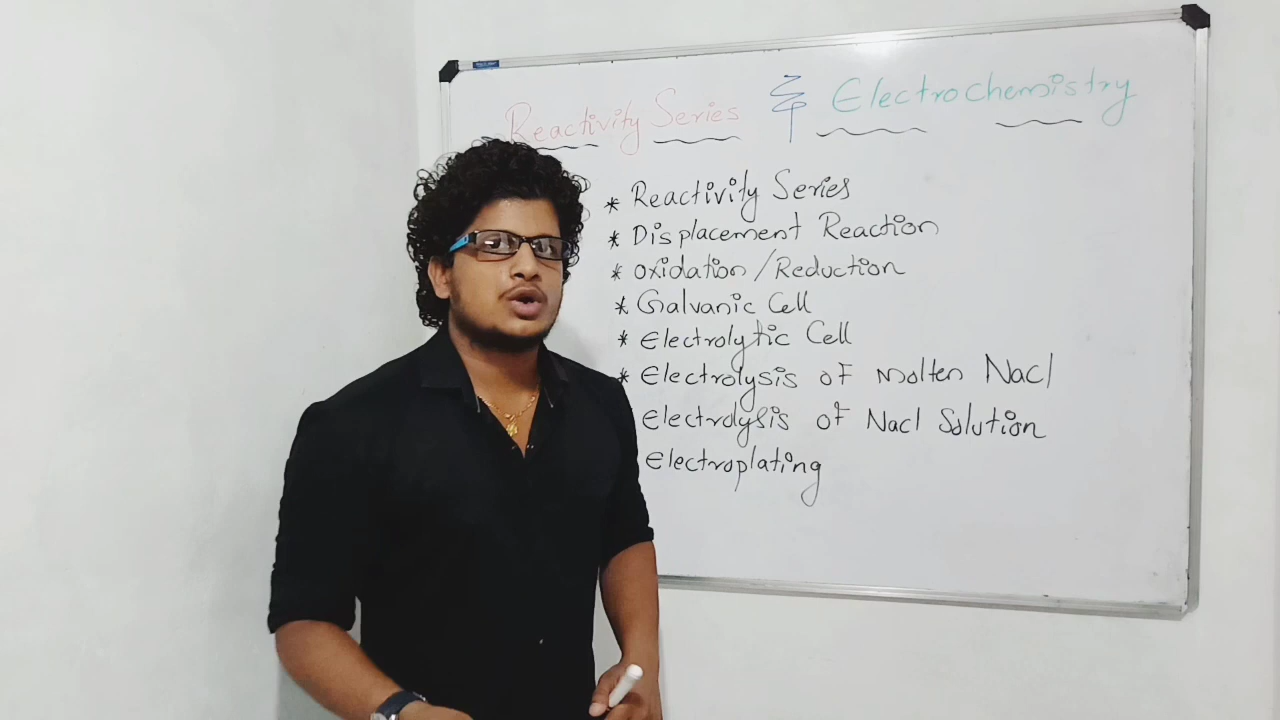 Reactivity Series & Electrochemistry
* Reactivity Series
* Displacement Reaction
* Oxidation/Reduction
* Galvanic Cell
* Electrolytic Cell
* Electrolysis of molten Nacl
Electrolysis of Nacl Solution
Electroplating